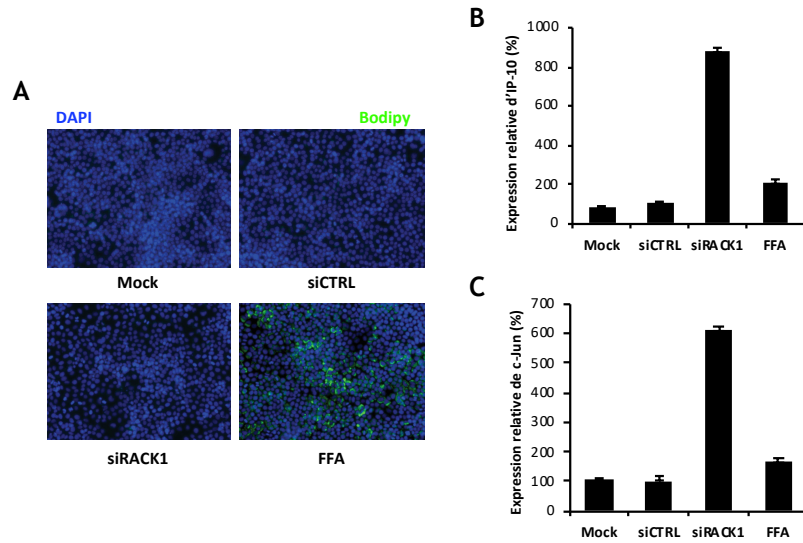 A
DAPI
Bodipy
Mock
siCTRL
siRACK1
FFA
B
Expression relative d'IP-10 (%)
1000
800
600
400
200
0
Mock
siCTRL
siRACK1
FFA
C
Expression relative de c-Jun (%)
700
600
500
400
300
200
100
0
Mock
siCTRL
siRACK1
FFA